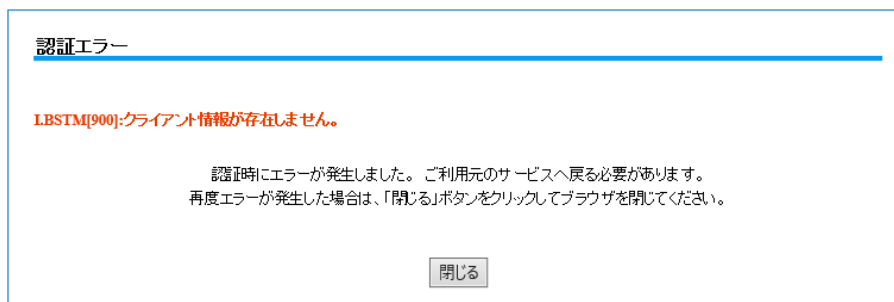 認証エラー
I.BSTM[900]:クライアント情報が存在しません。
認証時にエラーが発生しました。ご利用元のサービスへ戻る必要があります。
再度エラーが発生した場合は、「閉じる」ボタンをクリックしてブラウザを閉じてください。
閉じる